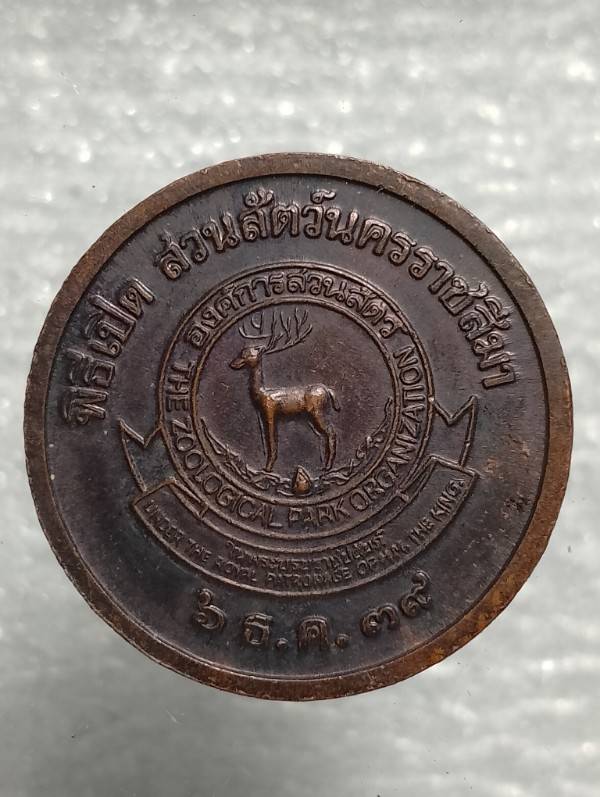 พิธีเปิด สวนสัตว์นครราชสีมา
องค์การสวนสัตว์
THE ZOOLOGICAL PARK ORGANIZATION
ในพระบรมราชูปถัมภ์
UNDER THE ROYAL PATRONAGE OF H.M. THE KING
๖ ธ.ค. ๓๙